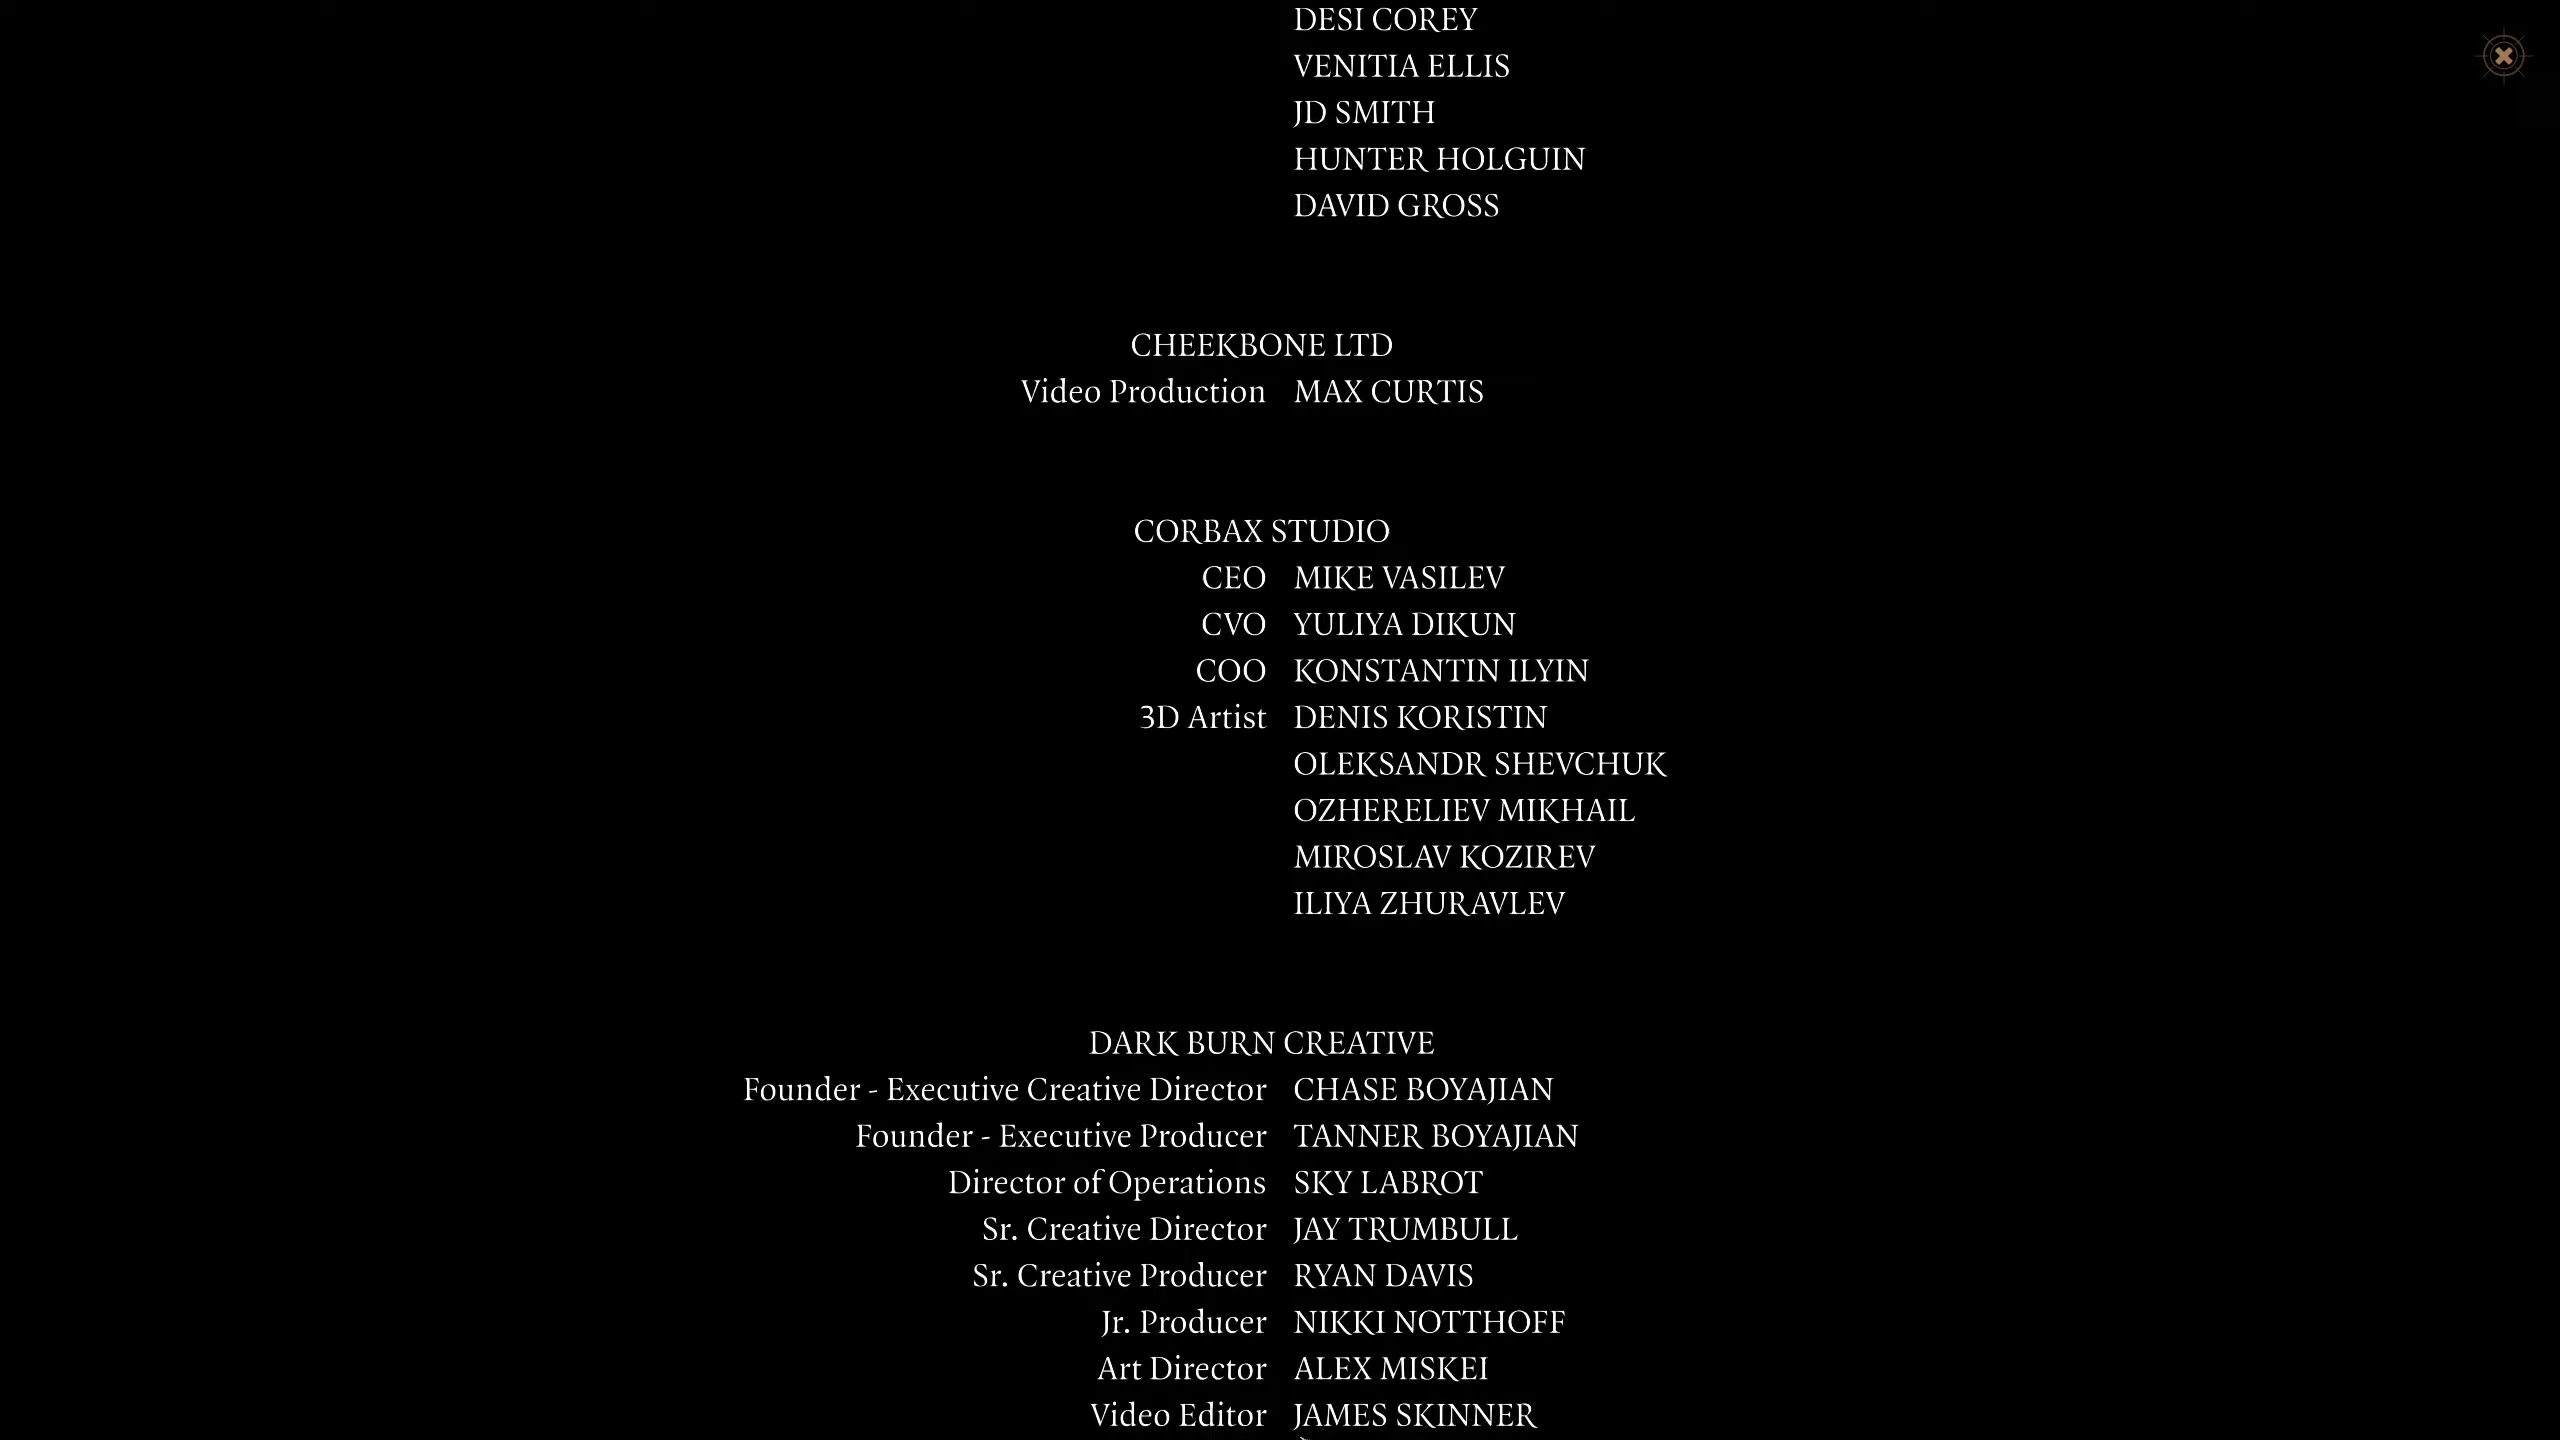 DESI COREY
VENITIA ELLIS
JD SMITH
HUNTER HOLGUIN
DAVID GROSS
CHEEKBONE LTD
Video Production MAX CURTIS
CORBAX STUDIO
CEO MIKE VASILEV
CVO YULIYA DIKUN
COO KONSTANTIN ILYIN
3D Artist DENIS KORISTIN
OLEKSANDR SHEVCHUK
OZHERELIEV MIKHAIL
MIROSLAV KOZIREV
ILIYA ZHURAVLEV
DARK BURN CREATIVE
Founder - Executive Creative Director CHASE BOYAJIAN
Founder - Executive Producer TANNER BOYAJIAN
Director of Operations SKY LABROT
Sr. Creative Director JAY TRUMBULL
Sr. Creative Producer RYAN DAVIS
Jr. Producer NIKKI NOTTHOFF
Art Director ALEX MISKEI
Video Editor JAMES SKINNER